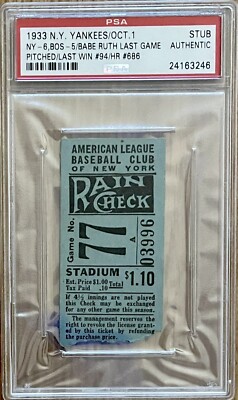 PSA
1933 N.Y. YANKEES/OCT.1 STUB
NY-6,BOS-5/BABE RUTH LAST GAME AUTHENTIC
PITCHED/LAST WIN #94/HR #686 24163246
AMERICAN LEAGUE
BASEBALL CLUB
OF NEW YORK
RAIN
CHECK
Game No.
77
A
03996
STADIUM
Est. Price $1.00 Total
Tax Paid .10
$1.10
If 4½ innings are not played
this Check may be exchanged
for any other game this season.
The management reserves the
right to revoke the license grant-
ed by this ticket by refunding
the purchase price.